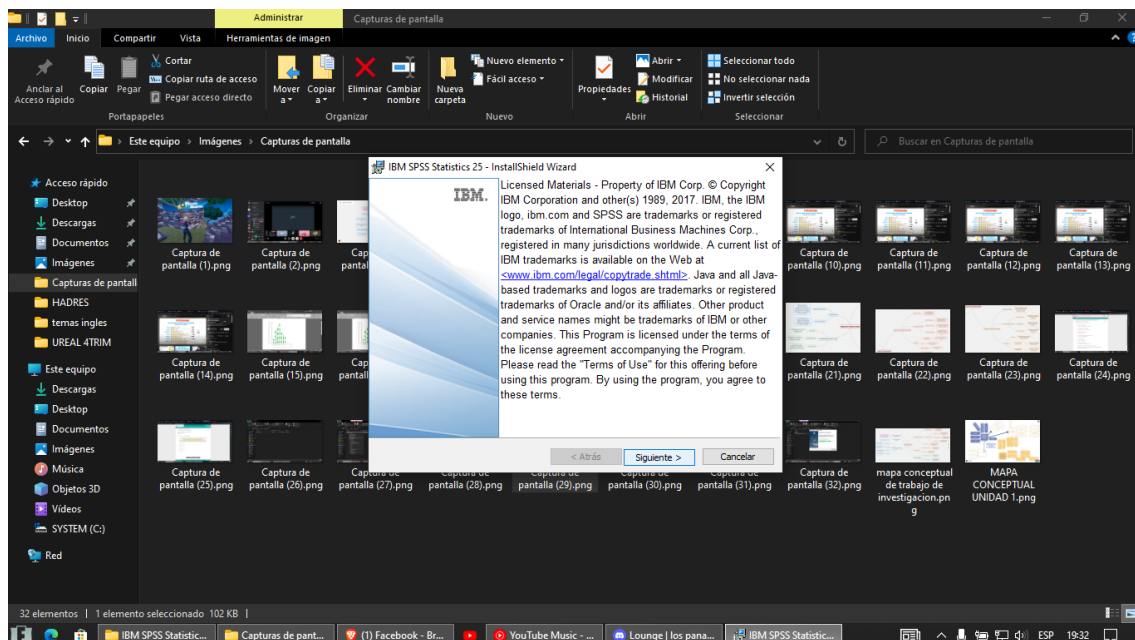 Administrar
Capturas de pantalla
Archivo Inicio Compartir Vista Herramientas de imagen
Anclar al Acceso rápido
Copiar
Pegar
Cortar
Copiar ruta de acceso
Pegar acceso directo
Portapapeles
Mover a
Copiar a
Eliminar
Cambiar nombre
Organizar
Nueva carpeta
Nuevo elemento
Fácil acceso
Nuevo
Propiedades
Abrir
Modificar
Historial
Abrir
Seleccionar todo
No seleccionar nada
Invertir selección
Seleccionar
Este equipo > Imágenes > Capturas de pantalla
Buscar en Capturas de pantalla
Acceso rápido
Desktop
Descargas
Documentos
Imágenes
Capturas de pantall
HADRES
temas ingles
UREAL 4TRIM
Este equipo
Descargas
Desktop
Documentos
Imágenes
Música
Objetos 3D
Vídeos
SYSTEM (C:)
Red
IBM SPSS Statistics 25 - InstallShield Wizard
IBM.
Licensed Materials - Property of IBM Corp. © Copyright
IBM Corporation and other(s) 1989, 2017. IBM, the IBM
logo, ibm.com and SPSS are trademarks or registered
trademarks of International Business Machines Corp.,
registered in many jurisdictions worldwide. A current list of
IBM trademarks is available on the Web at
<www.ibm.com/legal/copytrade.shtml>. Java and all Java-
based trademarks and logos are trademarks or registered
trademarks of Oracle and/or its affiliates. Other product
and service names might be trademarks of IBM or other
companies. This Program is licensed under the terms of
the license agreement accompanying the Program.
Please read the "Terms of Use" for this offering before
using this program. By using the program, you agree to
these terms.
< Atrás
Siguiente >
Cancelar
Captura de pantalla (1).png
Captura de pantalla (2).png
Captura de pantalla (10).png
Captura de pantalla (11).png
Captura de pantalla (12).png
Captura de pantalla (13).png
Captura de pantalla (14).png
Captura de pantalla (15).png
Captura de pantalla (21).png
Captura de pantalla (22).png
Captura de pantalla (23).png
Captura de pantalla (24).png
Captura de pantalla (25).png
Captura de pantalla (26).png
Captura de pantalla (27).png
Captura de pantalla (28).png
Captura de pantalla (29).png
Captura de pantalla (30).png
Captura de pantalla (31).png
Captura de pantalla (32).png
mapa conceptual de trabajo de investigacion.png
MAPA CONCEPTUAL UNIDAD 1.png
32 elementos
1 elemento seleccionado 102 KB
IBM SPSS Statistic...
Capturas de pant...
(1) Facebook - Br...
YouTube Music - ...
Lounge | los pana...
IBM SPSS Statistic...
ESP
19:32